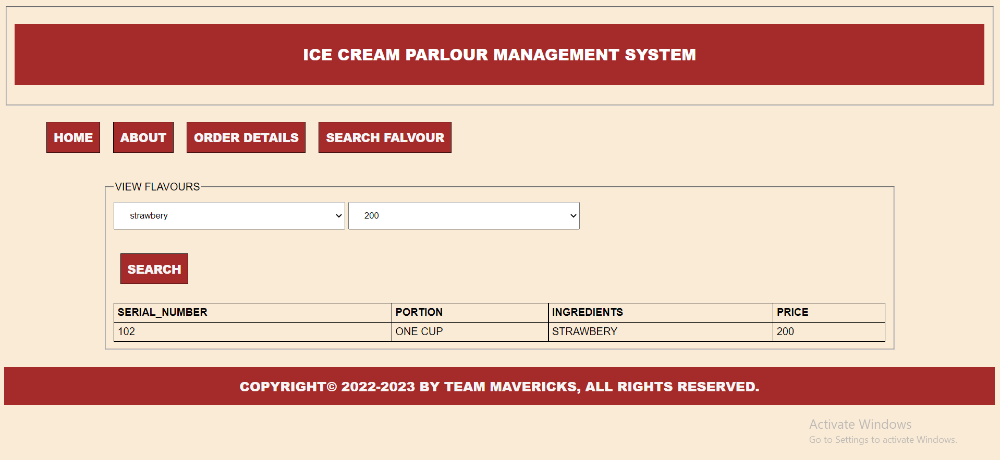 ICE CREAM PARLOUR MANAGEMENT SYSTEM
HOME ABOUT ORDER DETAILS SEARCH FALVOUR
VIEW FLAVOURS
strawbery 200
SEARCH
SERIAL_NUMBER PORTION INGREDIENTS PRICE
102 ONE CUP STRAWBERY 200
COPYRIGHT© 2022-2023 BY TEAM MAVERICKS, ALL RIGHTS RESERVED.
Activate Windows
Go to Settings to activate Windows.